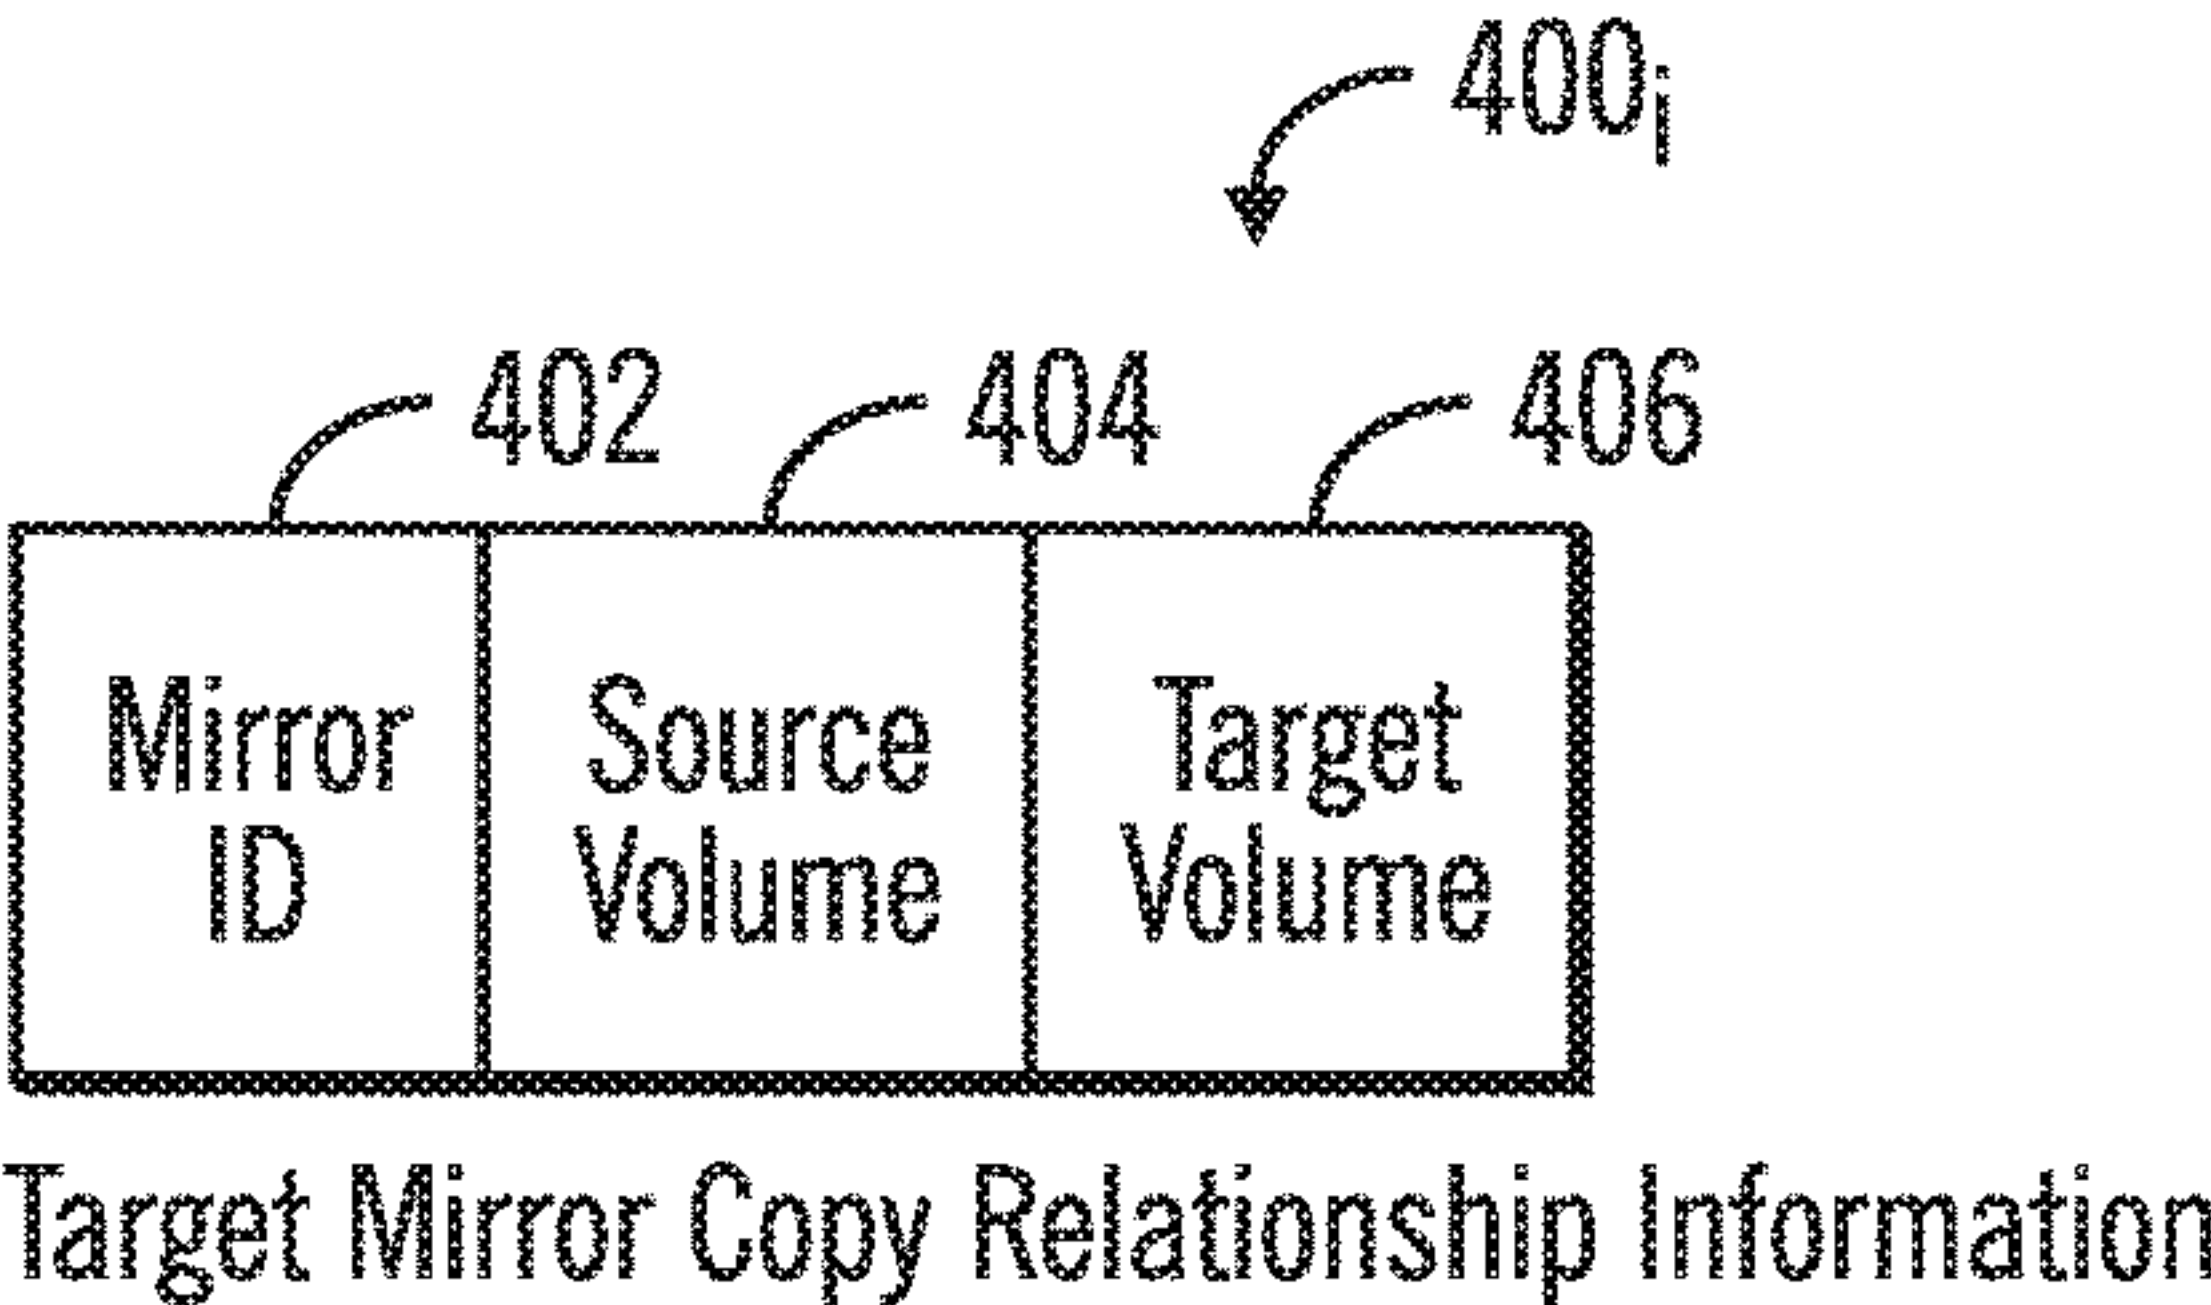 400i
402 404 406
Mirror ID
Source Volume
Target Volume
Target Mirror Copy Relationship Information